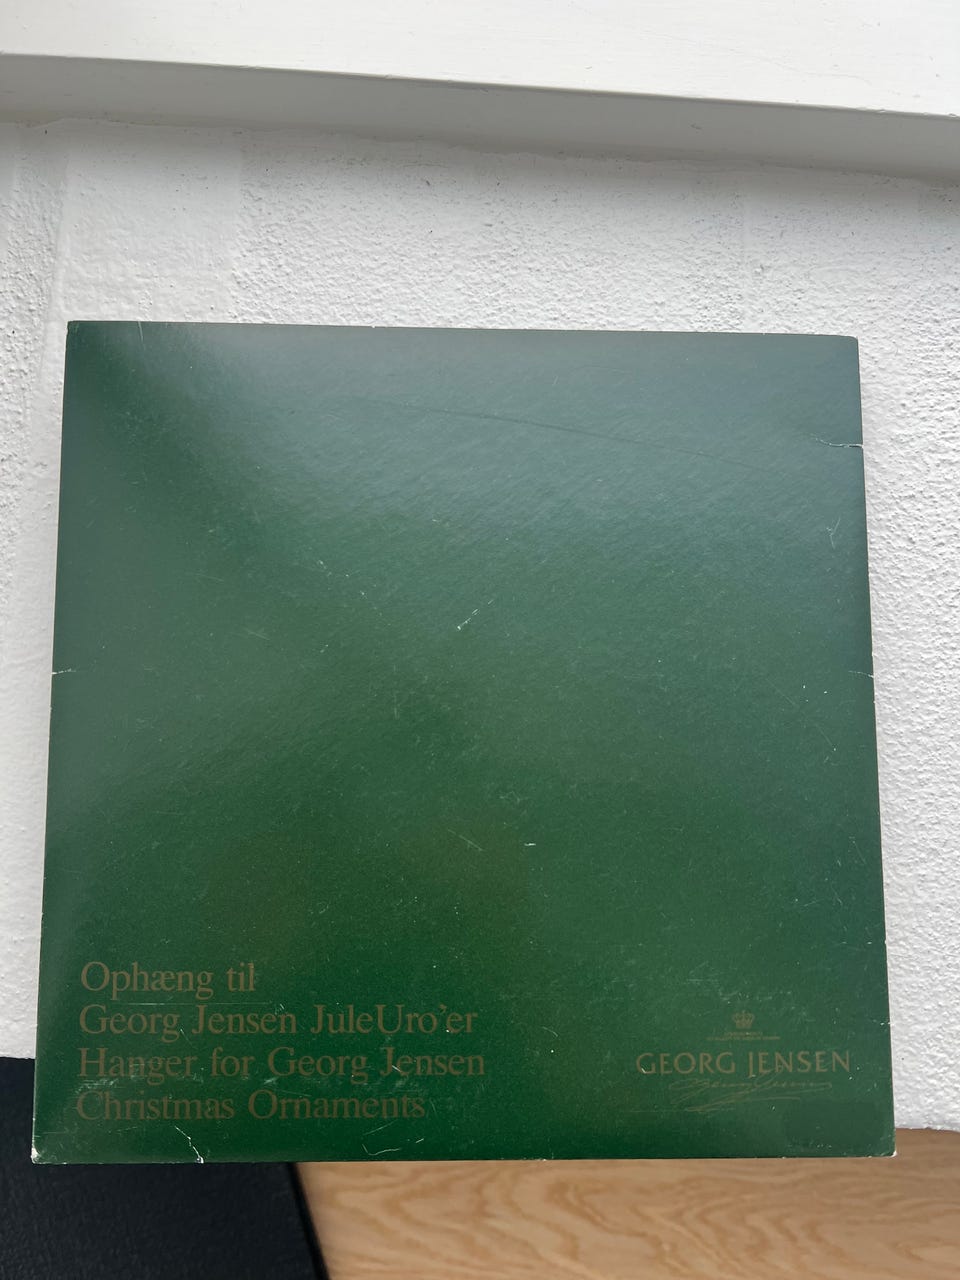 Ophæng til
Georg Jensen JuleUro'er
Hanger for Georg Jensen
Christmas Ornaments
GEORG JENSEN